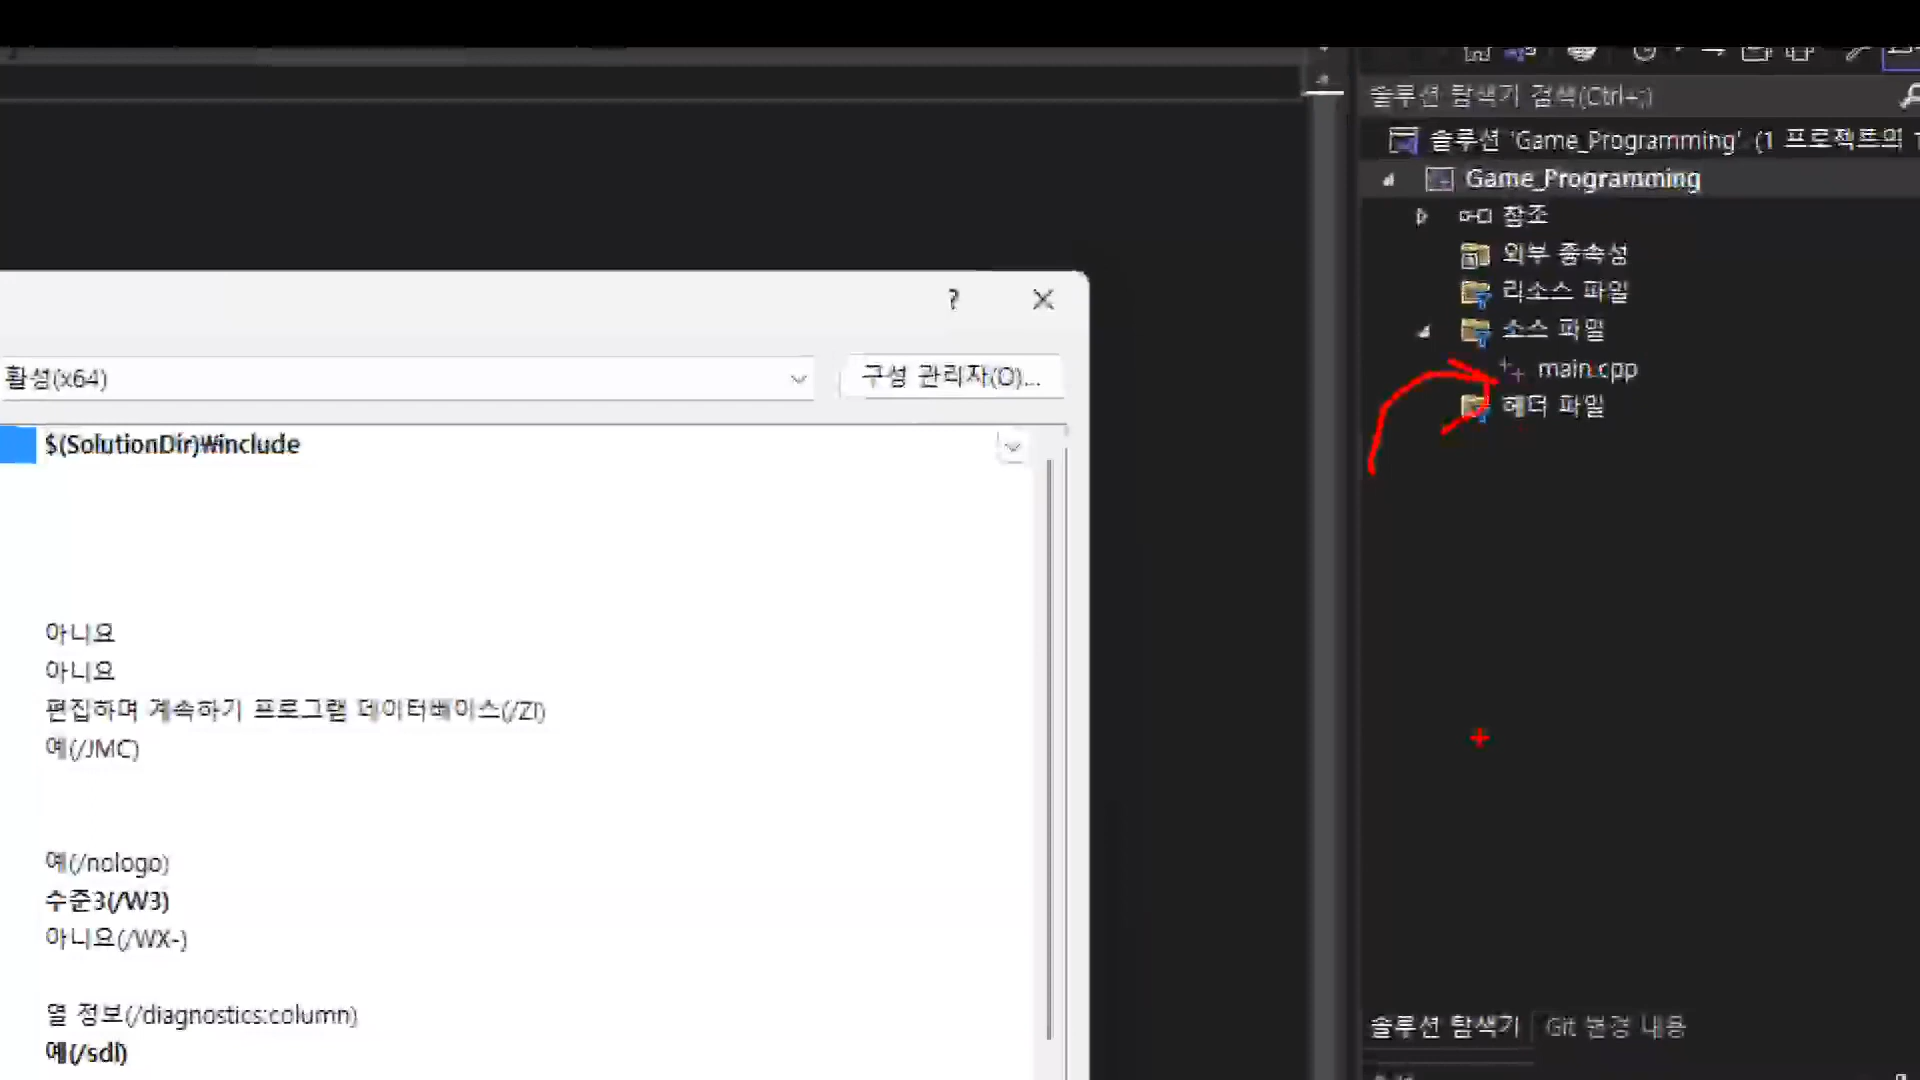 솔루션 탐색기 검색(Ctrl+;)
솔루션 'Game_Programming' (1 프로젝트의 1
Game_Programming
참조
외부 종속성
리소스 파일
소스 파일
main.cpp
헤더 파일
?
활성(x64)
구성 관리자(O)...
$(SolutionDir)₩include
아니요
아니요
편집하며 계속하기 프로그램 데이터베이스(/ZI)
예(/JMC)
예(/nologo)
수준3(/W3)
아니요(/WX-)
열 정보(/diagnostics:column)
예(/sdl)
솔루션 탐색기
Git 변경 내용